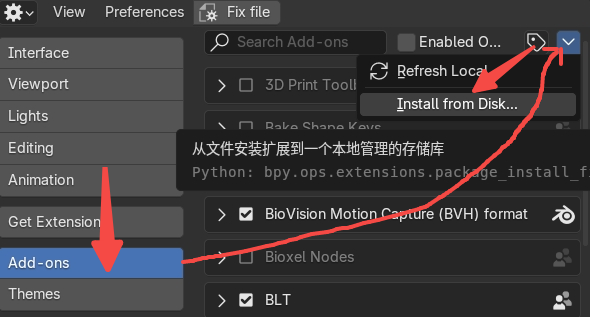 View Preferences Fix file
Interface
Viewport
Lights
Editing
Animation
Get Extension
Add-ons
Themes
Search Add-ons
Enabled O...
Refresh Local
Install from Disk...
3D Print
Bake Shape Keys
从文件安装扩展到一个本地管理的存储库
Python: bpy.ops.extensions.package_install_f
BioVision Motion Capture (BVH) format
Bioxel Nodes
BLT